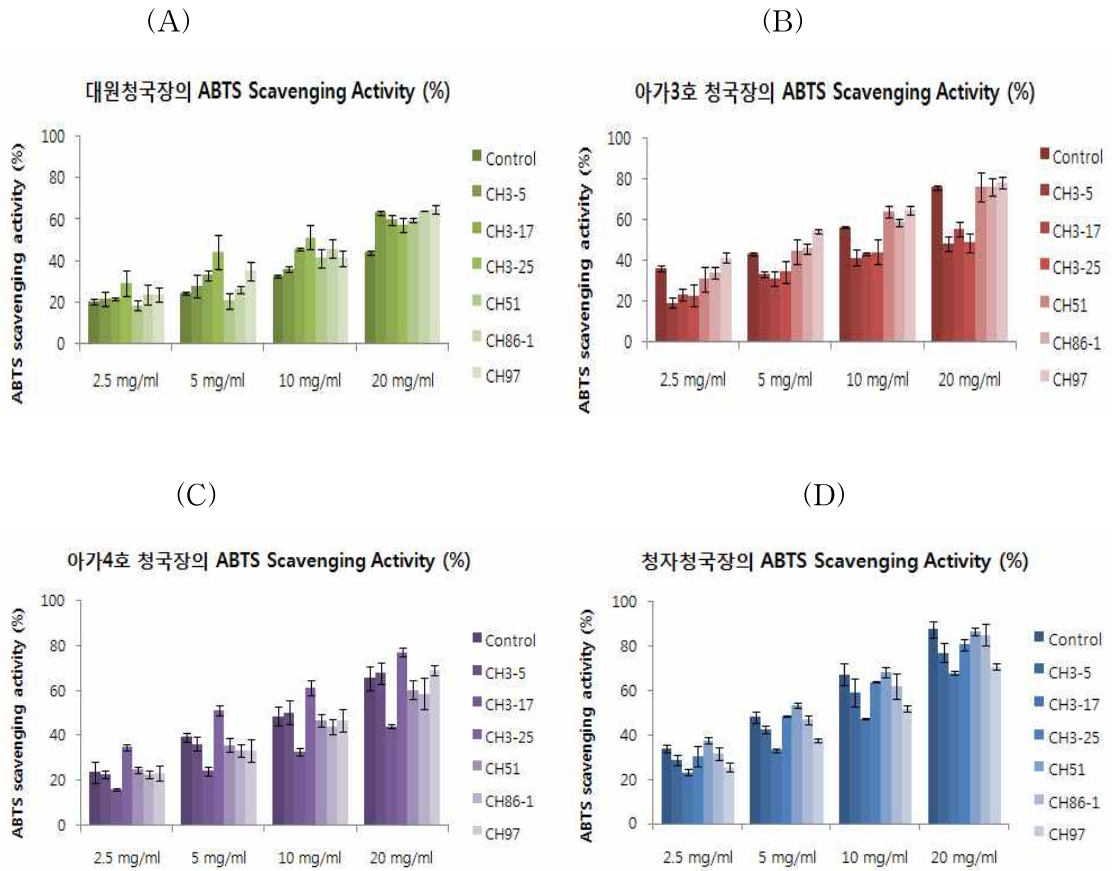 (A)
대원청국장의 ABTS Scavenging Activity (%)
ABTS scavenging activity (%)
100
80
60
40
20
0
2.5 mg/ml
5 mg/ml
10 mg/ml
20 mg/ml
Control
CH3-5
CH3-17
CH3-25
CH51
CH86-1
CH97
(B)
아가3호 청국장의 ABTS Scavenging Activity (%)
ABTS scavenging activity (%)
100
80
60
40
20
0
2.5 mg/ml
5 mg/ml
10 mg/ml
20 mg/ml
Control
CH3-5
CH3-17
CH3-25
CH51
CH86-1
CH97
(C)
아가4호 청국장의 ABTS Scavenging Activity (%)
ABTS scavenging activity (%)
100
80
60
40
20
0
2.5 mg/ml
5 mg/ml
10 mg/ml
20 mg/ml
Control
CH3-5
CH3-17
CH3-25
CH51
CH86-1
CH97
(D)
청자청국장의 ABTS Scavenging Activity (%)
ABTS scavenging activity (%)
100
80
60
40
20
0
2.5 mg/ml
5 mg/ml
10 mg/ml
20 mg/ml
Control
CH3-5
CH3-17
CH3-25
CH51
CH86-1
CH97